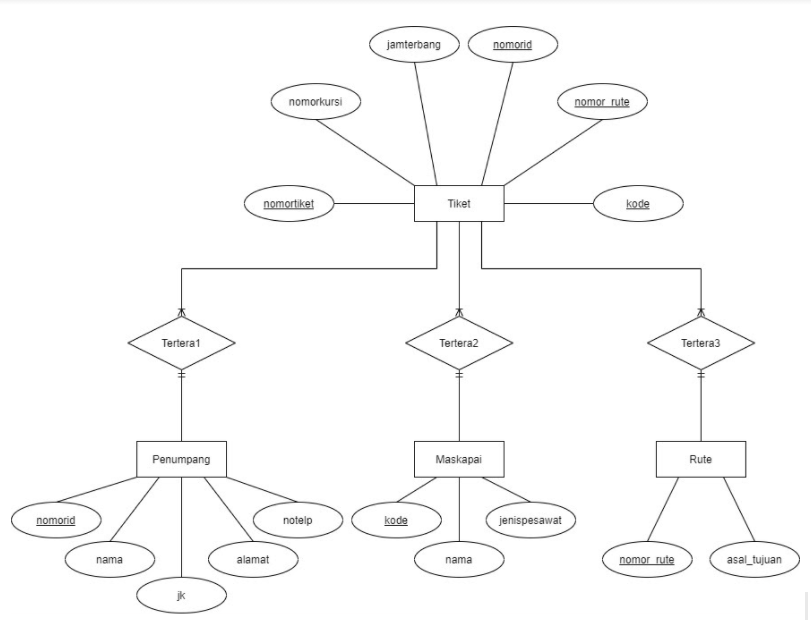 jamterbang
nomorid
nomorkursi
nomor_rute
nomortiket
Tiket
kode
Tertera1
Tertera2
Tertera3
Penumpang
Maskapai
Rute
nomorid
notelp
kode
jenispesawat
nama
alamat
nama
nomor_rute
asal_tujuan
jk